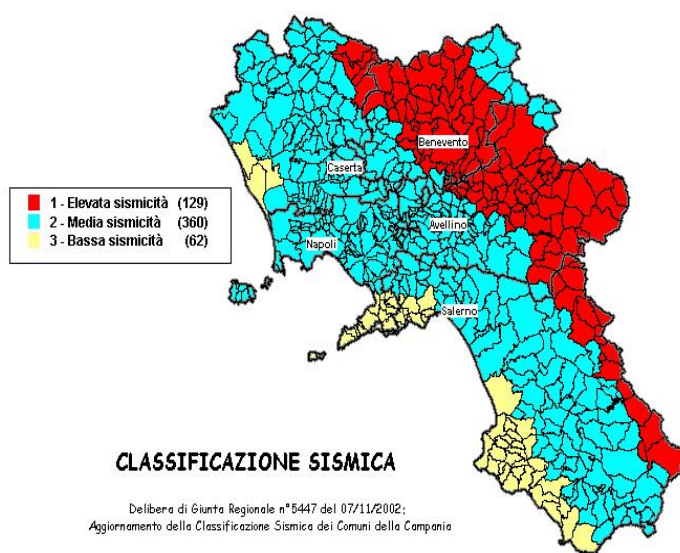 Benevento
Caserta
1 - Elevata sismicità (129)
2 - Media sismicità (360)
3 - Bassa sismicità (62)
Avellino
Napoli
Salerno
CLASSIFICAZIONE SISMICA
Delibera di Giunta Regionale n°5447 del 07/11/2002;
Aggiornamento della Classificazione Sismica dei Comuni della Campania